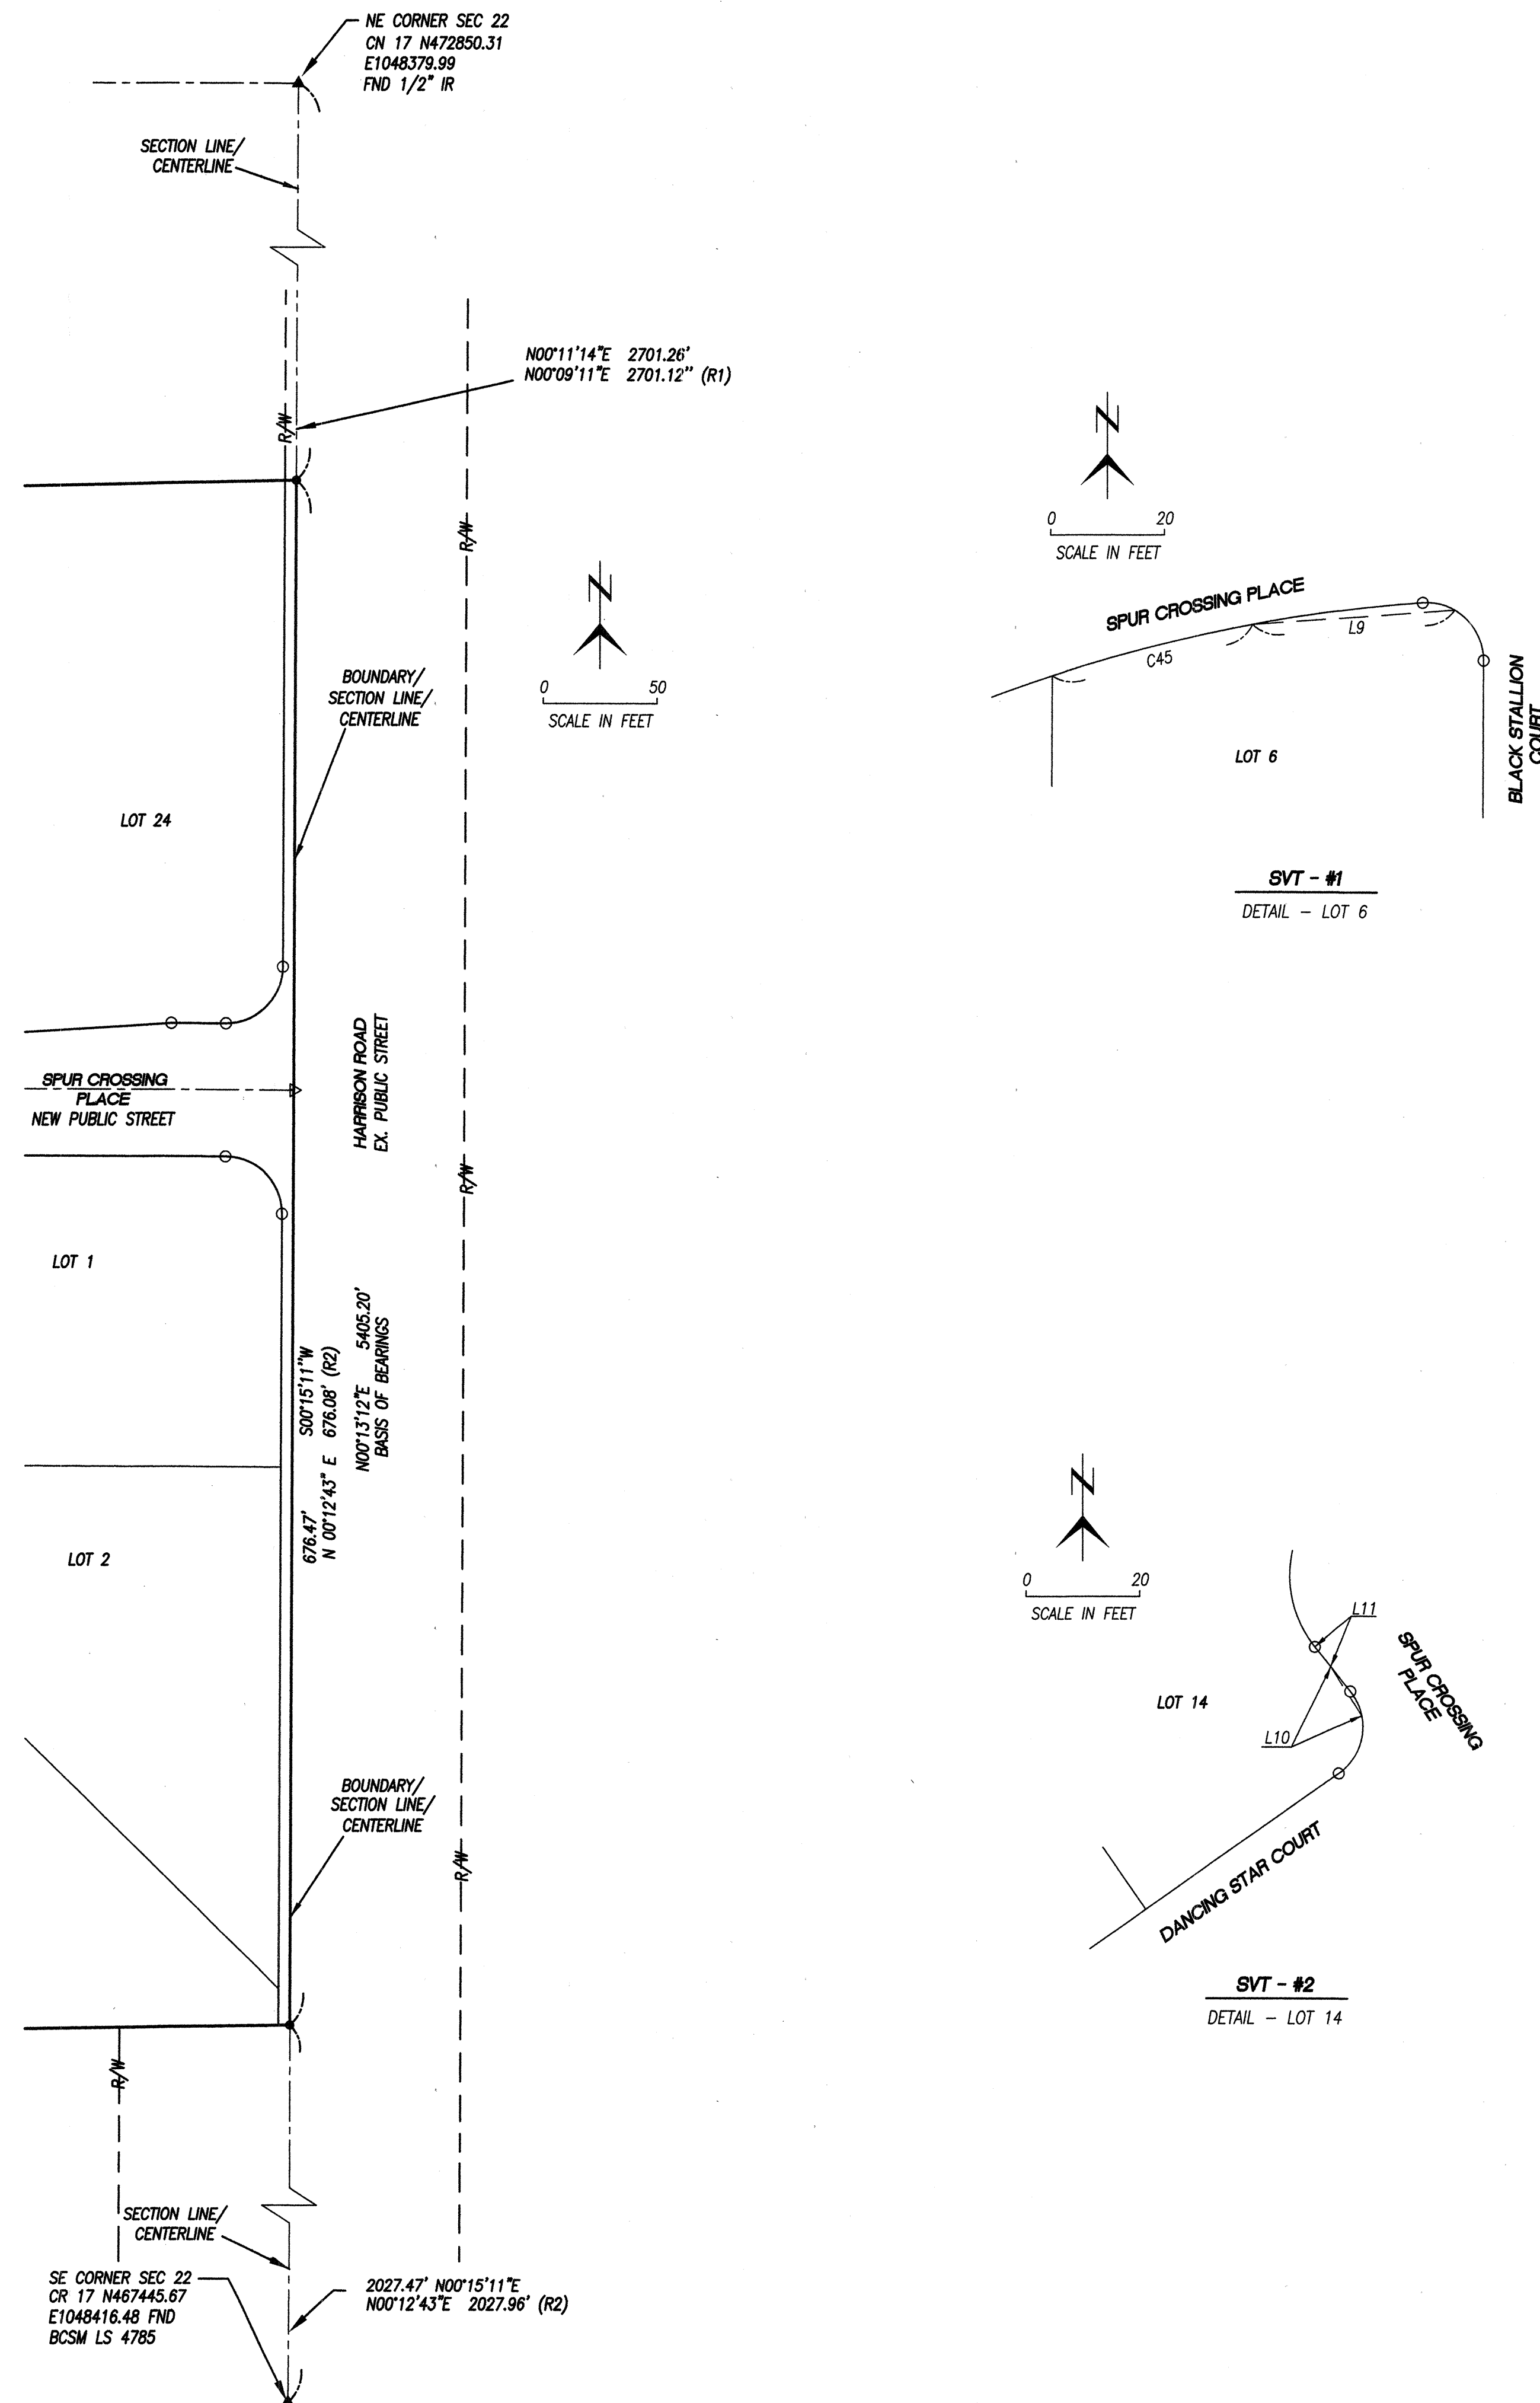 NE CORNER SEC 22
CN 17 N472850.31
E1048379.99
FND 1/2" IR
SECTION LINE/
CENTERLINE
N00°11'14"E 2701.26'
N00°09'11"E 2701.12'' (R1)
R/W
R/W
N
0 50
SCALE IN FEET
BOUNDARY/
SECTION LINE/
CENTERLINE
LOT 24
HARRISON ROAD
EX. PUBLIC STREET
SPUR CROSSING
PLACE
NEW PUBLIC STREET
R/W
LOT 1
676.47' S00°15'11"W
N 00°12'43" E 676.08' (R2)
N00°13'12"E 5405.20'
BASIS OF BEARINGS
LOT 2
BOUNDARY/
SECTION LINE/
CENTERLINE
R/W
R/W
SECTION LINE/
CENTERLINE
SE CORNER SEC 22
CR 17 N467445.67
E1048416.48 FND
BCSM LS 4785
2027.47' N00°15'11"E
N00°12'43"E 2027.96' (R2)
N
0 20
SCALE IN FEET
SPUR CROSSING PLACE
L9
C45
LOT 6
BLACK STALLION
COURT
SVT - #1
DETAIL - LOT 6
N
0 20
SCALE IN FEET
L11
SPUR CROSSING
PLACE
LOT 14
L10
DANCING STAR COURT
SVT - #2
DETAIL - LOT 14